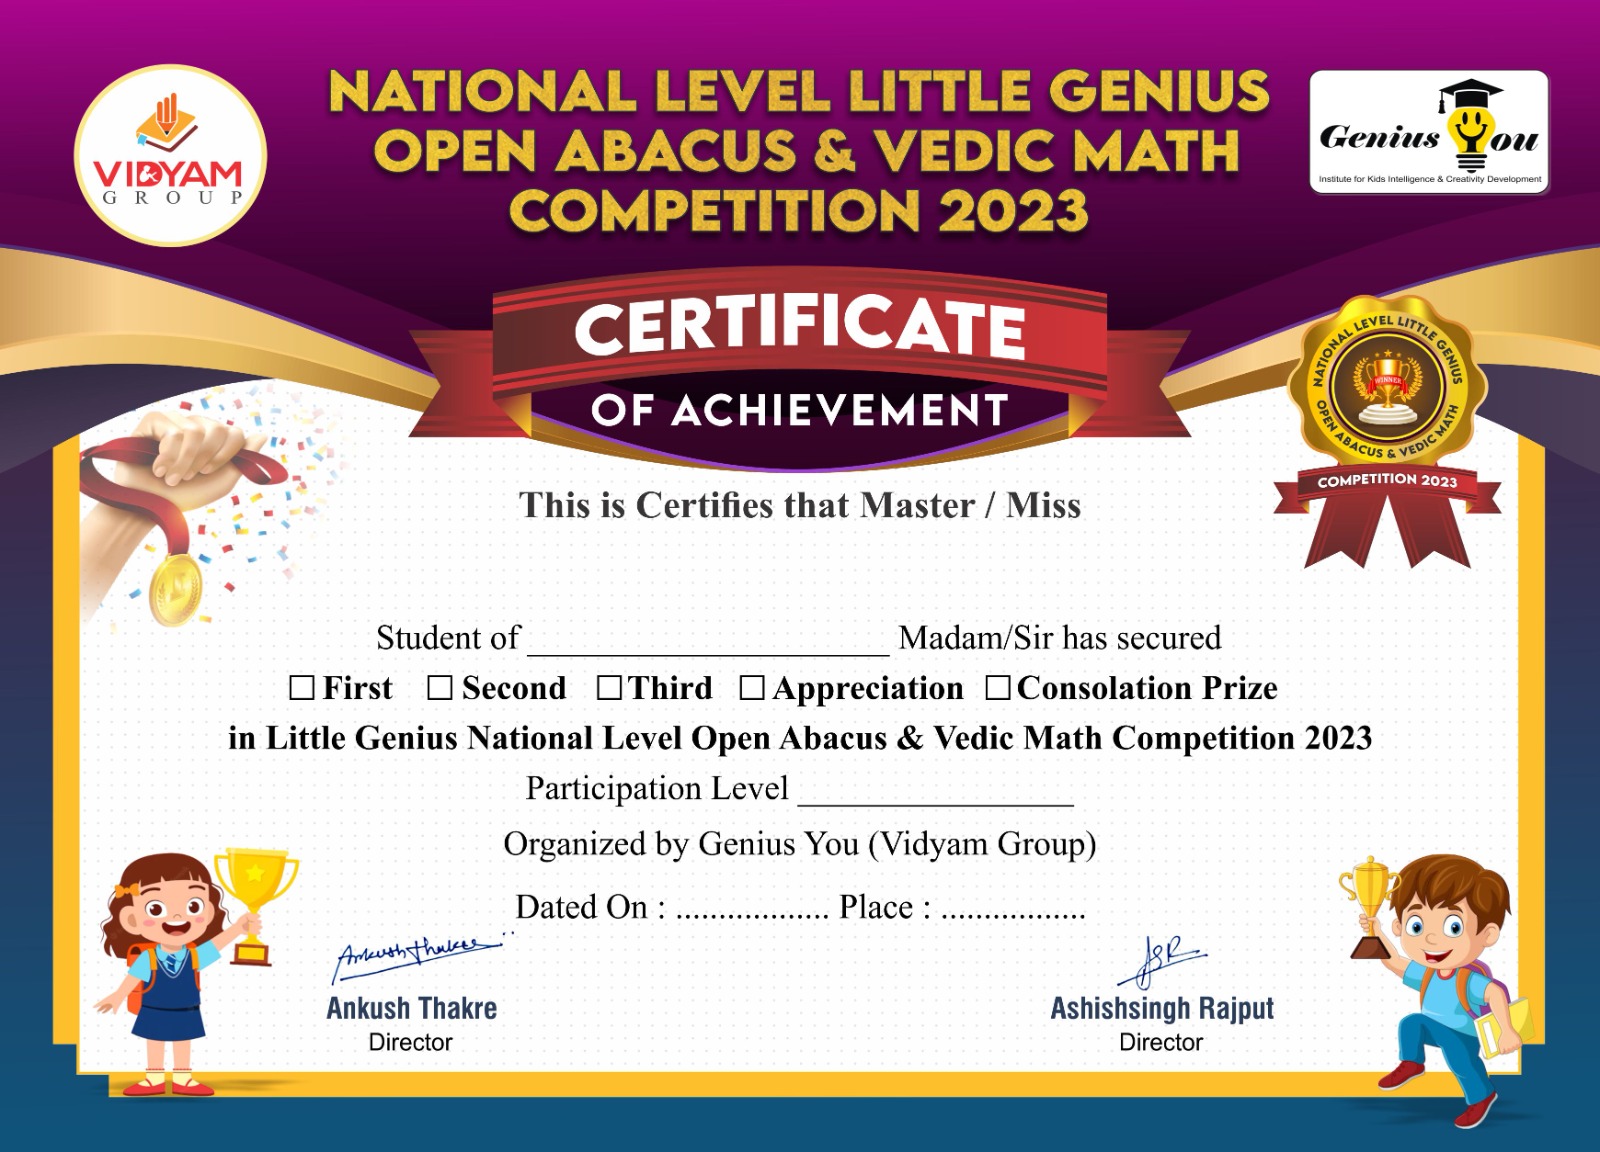 VIDYAM
GROUP
NATIONAL LEVEL LITTLE GENIUS
OPEN ABACUS & VEDIC MATH
COMPETITION 2023
Genius You
Institute for Kids Intelligence & Creativity Development
CERTIFICATE
OF ACHIEVEMENT
NATIONAL LEVEL LITTLE GENIUS
WINNER
OPEN ABACUS & VEDIC MATH
COMPETITION 2023
This is Certifies that Master / Miss
Student of ____________________ Madam/Sir has secured
☐ First ☐ Second ☐ Third ☐ Appreciation ☐ Consolation Prize
in Little Genius National Level Open Abacus & Vedic Math Competition 2023
Participation Level ________________
Organized by Genius You (Vidyam Group)
Dated On : .................. Place : .................
Ankush Thakre
Ankush Thakre
Director
ASR
Ashishsingh Rajput
Director